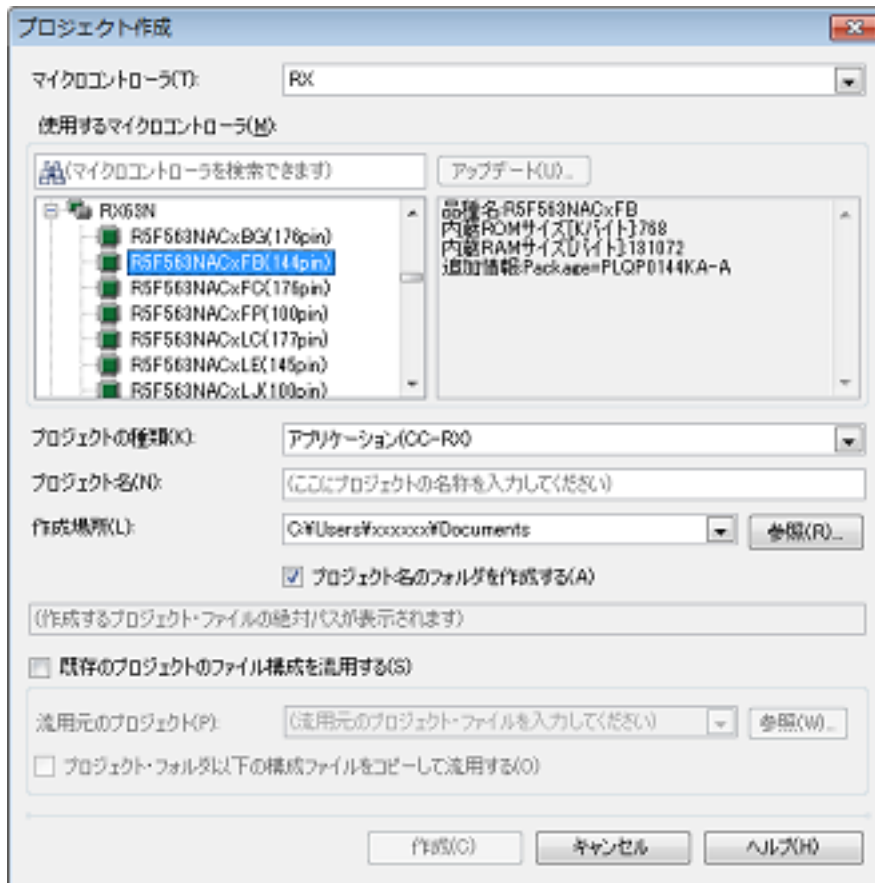 プロジェクト作成
マイクロコントローラ(T): RX
使用するマイクロコントローラ(M):
(マイクロコントローラを検索できます) アップデート(U)...
RX63N
R5F563NACxBG(176pin)
R5F563NACxFB(144pin)
R5F563NACxFC(176pin)
R5F563NACxFP(100pin)
R5F563NACxLC(177pin)
R5F563NACxLE(145pin)
R5F563NACxLJ(100pin)
品種名:R5F563NACxFB
内蔵ROMサイズ[Kバイト]:768
内蔵RAMサイズ[バイト]:131072
追加情報:Package=PLQP0144KA-A
プロジェクトの種類(K): アプリケーション(CC-RX)
プロジェクト名(N): (ここにプロジェクトの名称を入力してください)
作成場所(L): C:¥Users¥xxxxxx¥Documents 参照(R)...
プロジェクト名のフォルダを作成する(A)
(作成するプロジェクト・ファイルの絶対パスが表示されます)
既存のプロジェクトのファイル構成を流用する(S)
流用元のプロジェクト(P): (流用元のプロジェクト・ファイルを入力してください) 参照(W)...
プロジェクト・フォルダ以下の構成ファイルをコピーして流用する(O)
作成(C) キャンセル ヘルプ(H)